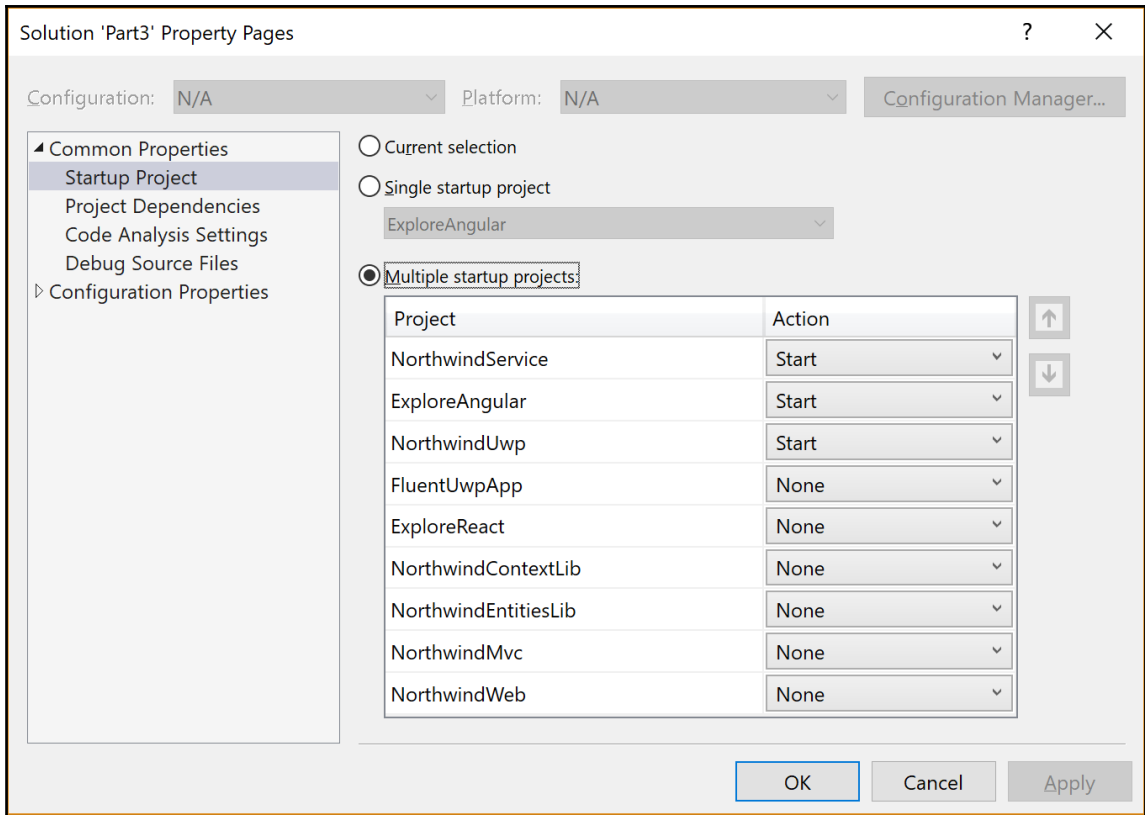 Solution 'Part3' Property Pages ?
Configuration: N/A Platform: N/A Configuration Manager...
Common Properties
Startup Project
Project Dependencies
Code Analysis Settings
Debug Source Files
Configuration Properties
Current selection
Single startup project
ExploreAngular
Multiple startup projects:
Project Action
NorthwindService Start
ExploreAngular Start
NorthwindUwp Start
FluentUwpApp None
ExploreReact None
NorthwindContextLib None
NorthwindEntitiesLib None
NorthwindMvc None
NorthwindWeb None
OK Cancel Apply